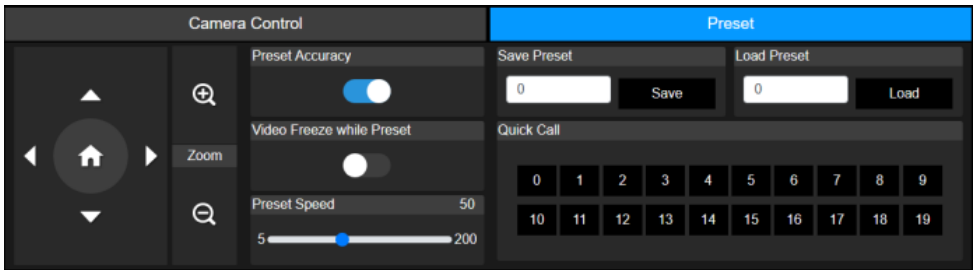 Camera Control
Preset
Preset Accuracy
Video Freeze while Preset
Zoom
Preset Speed 50
5 200
Save Preset
0 Save
Load Preset
0 Load
Quick Call
0 1 2 3 4 5 6 7 8 9
10 11 12 13 14 15 16 17 18 19